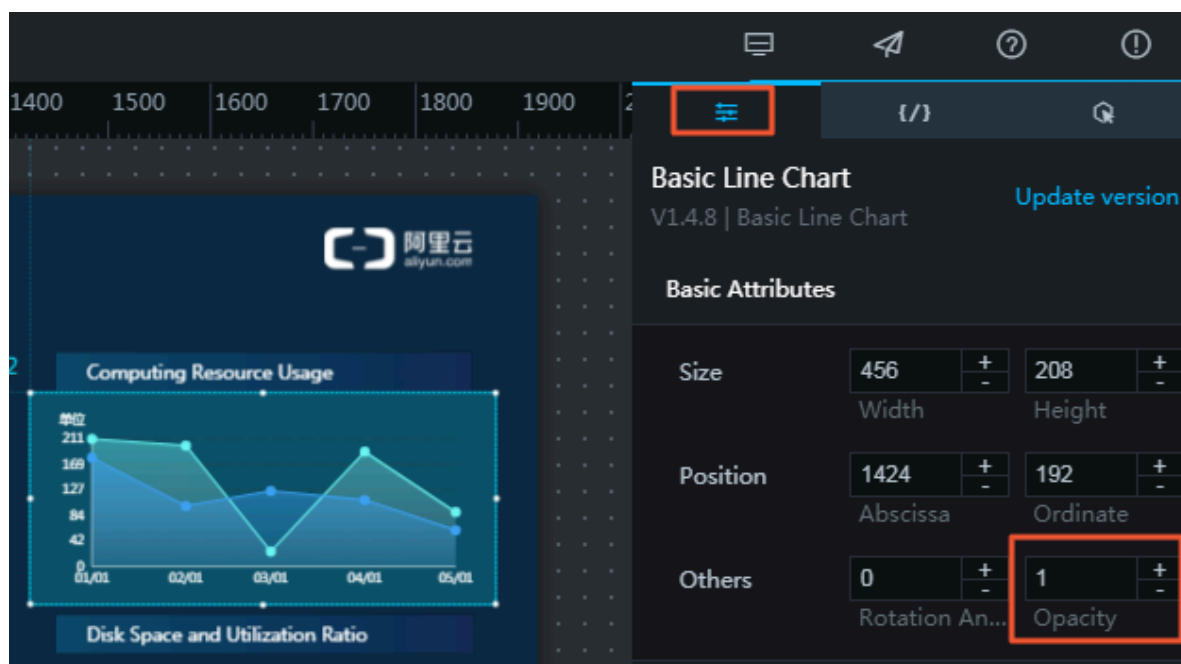 1400 1500 1600 1700 1800 1900 2
{/}
Basic Line Chart
Update version
V1.4.8 | Basic Line Chart
阿里云
aliyun.com
Basic Attributes
2
Computing Resource Usage
单位
211
169
127
84
42
0
01/01 02/01 03/01 04/01 05/01
Disk Space and Utilization Ratio
Size 456 + - 208 + -
Width Height
Position 1424 + - 192 + -
Abscissa Ordinate
Others 0 + - 1 + -
Rotation An... Opacity